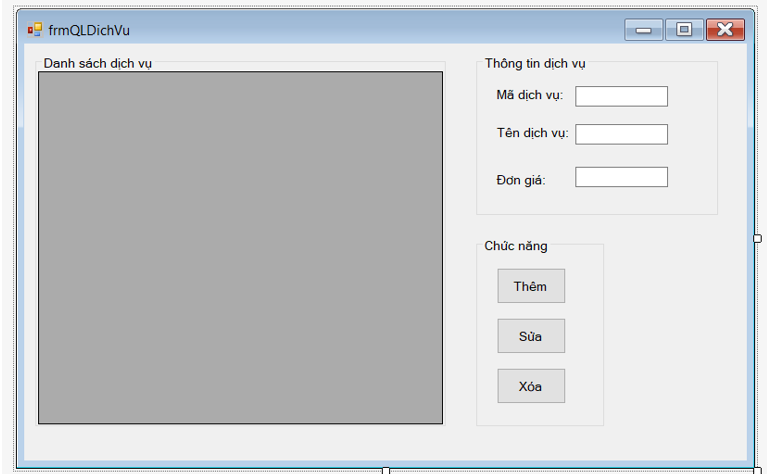 frmQLDichVu
Danh sách dịch vụ
Thông tin dịch vụ
Mã dịch vụ:
Tên dịch vụ:
Đơn giá:
Chức năng
Thêm
Sửa
Xóa